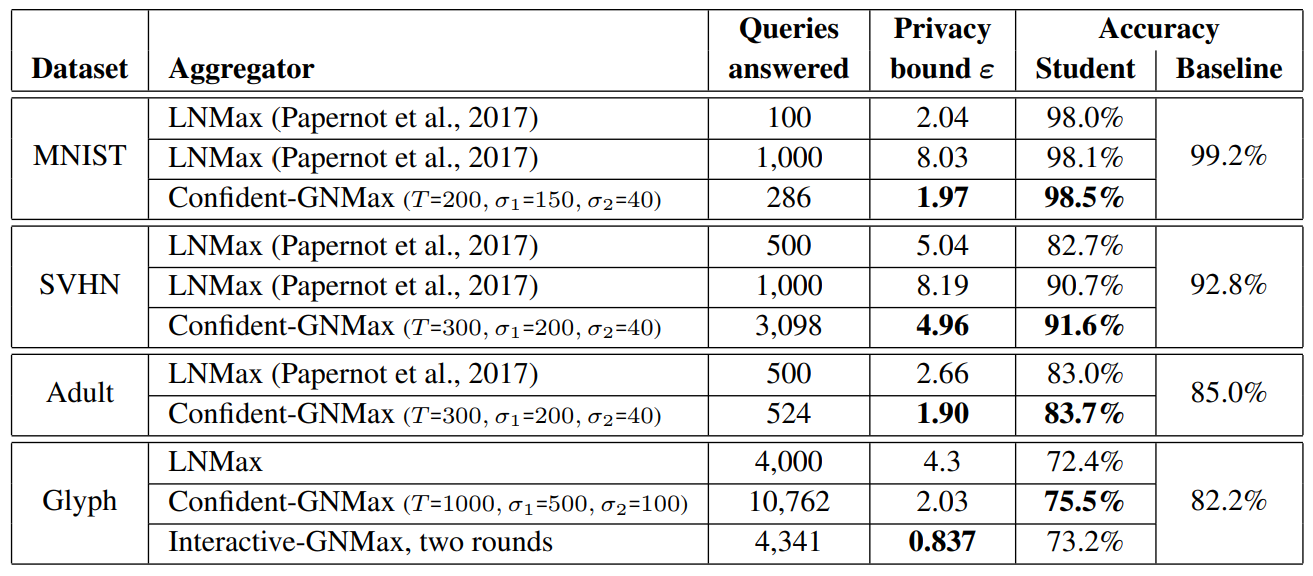 Queries Privacy Accuracy
Dataset Aggregator answered bound ε Student Baseline
LNMax (Papernot et al., 2017) 100 2.04 98.0%
MNIST LNMax (Papernot et al., 2017) 1,000 8.03 98.1% 99.2%
Confident-GNMax (T=200, σ₁=150, σ₂=40) 286 1.97 98.5%
LNMax (Papernot et al., 2017) 500 5.04 82.7%
SVHN LNMax (Papernot et al., 2017) 1,000 8.19 90.7% 92.8%
Confident-GNMax (T=300, σ₁=200, σ₂=40) 3,098 4.96 91.6%
Adult LNMax (Papernot et al., 2017) 500 2.66 83.0% 85.0%
Confident-GNMax (T=300, σ₁=200, σ₂=40) 524 1.90 83.7%
LNMax 4,000 4.3 72.4%
Glyph Confident-GNMax (T=1000, σ₁=500, σ₂=100) 10,762 2.03 75.5% 82.2%
Interactive-GNMax, two rounds 4,341 0.837 73.2%